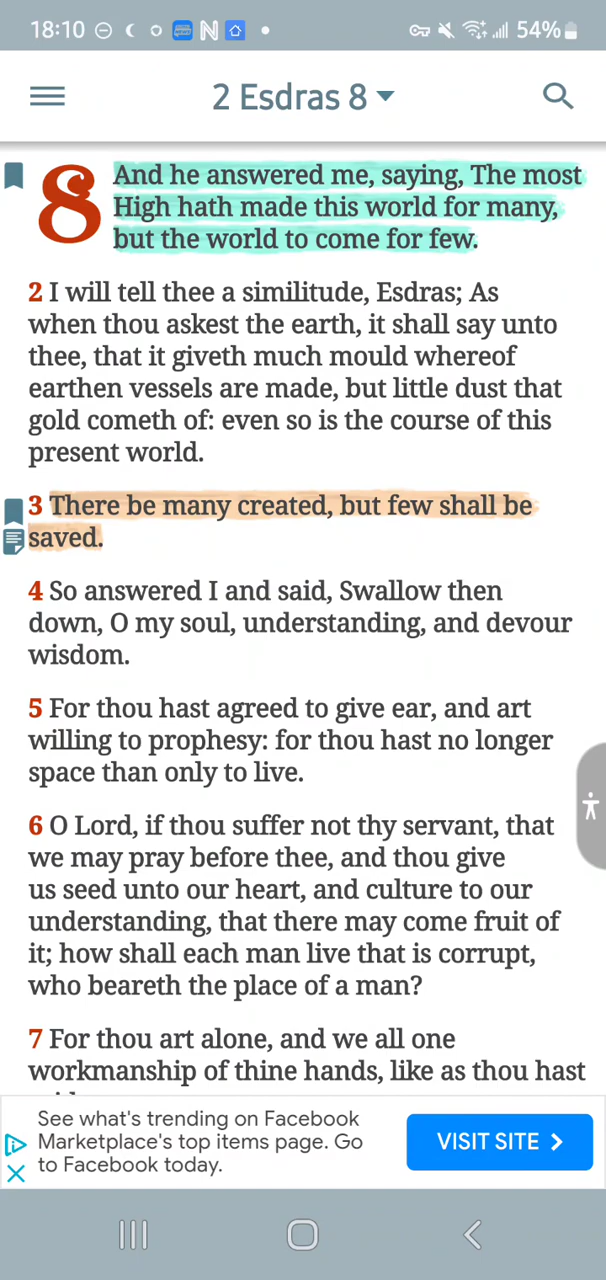 18:10
54%
2 Esdras 8
8 And he answered me, saying, The most
High hath made this world for many,
but the world to come for few.
2 I will tell thee a similitude, Esdras; As
when thou askest the earth, it shall say unto
thee, that it giveth much mould whereof
earthen vessels are made, but little dust that
gold cometh of: even so is the course of this
present world.
3 There be many created, but few shall be
saved.
4 So answered I and said, Swallow then
down, O my soul, understanding, and devour
wisdom.
5 For thou hast agreed to give ear, and art
willing to prophesy: for thou hast no longer
space than only to live.
6 O Lord, if thou suffer not thy servant, that
we may pray before thee, and thou give
us seed unto our heart, and culture to our
understanding, that there may come fruit of
it; how shall each man live that is corrupt,
who beareth the place of a man?
7 For thou art alone, and we all one
workmanship of thine hands, like as thou hast
See what's trending on Facebook
Marketplace's top items page. Go
to Facebook today.
VISIT SITE